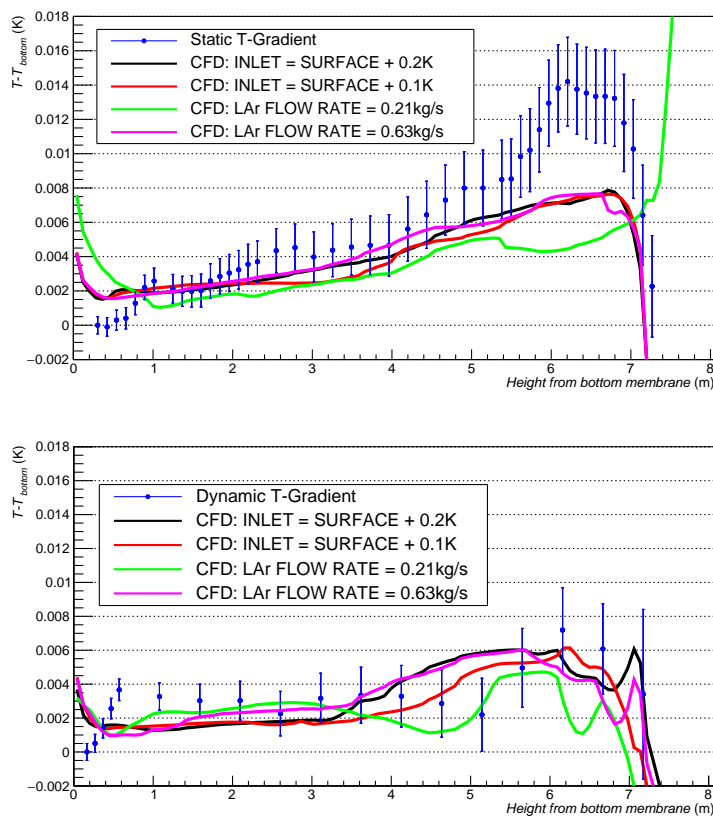 T-T bottom (K)
0.018
0.016
0.014
0.012
0.01
0.008
0.006
0.004
0.002
0
−0.002
Static T-Gradient
CFD: INLET = SURFACE + 0.2K
CFD: INLET = SURFACE + 0.1K
CFD: LAr FLOW RATE = 0.21kg/s
CFD: LAr FLOW RATE = 0.63kg/s
0 1 2 3 4 5 6 7 8
Height from bottom membrane (m)
T-T bottom (K)
0.018
0.016
0.014
0.012
0.01
0.008
0.006
0.004
0.002
0
−0.002
Dynamic T-Gradient
CFD: INLET = SURFACE + 0.2K
CFD: INLET = SURFACE + 0.1K
CFD: LAr FLOW RATE = 0.21kg/s
CFD: LAr FLOW RATE = 0.63kg/s
0 1 2 3 4 5 6 7 8
Height from bottom membrane (m)